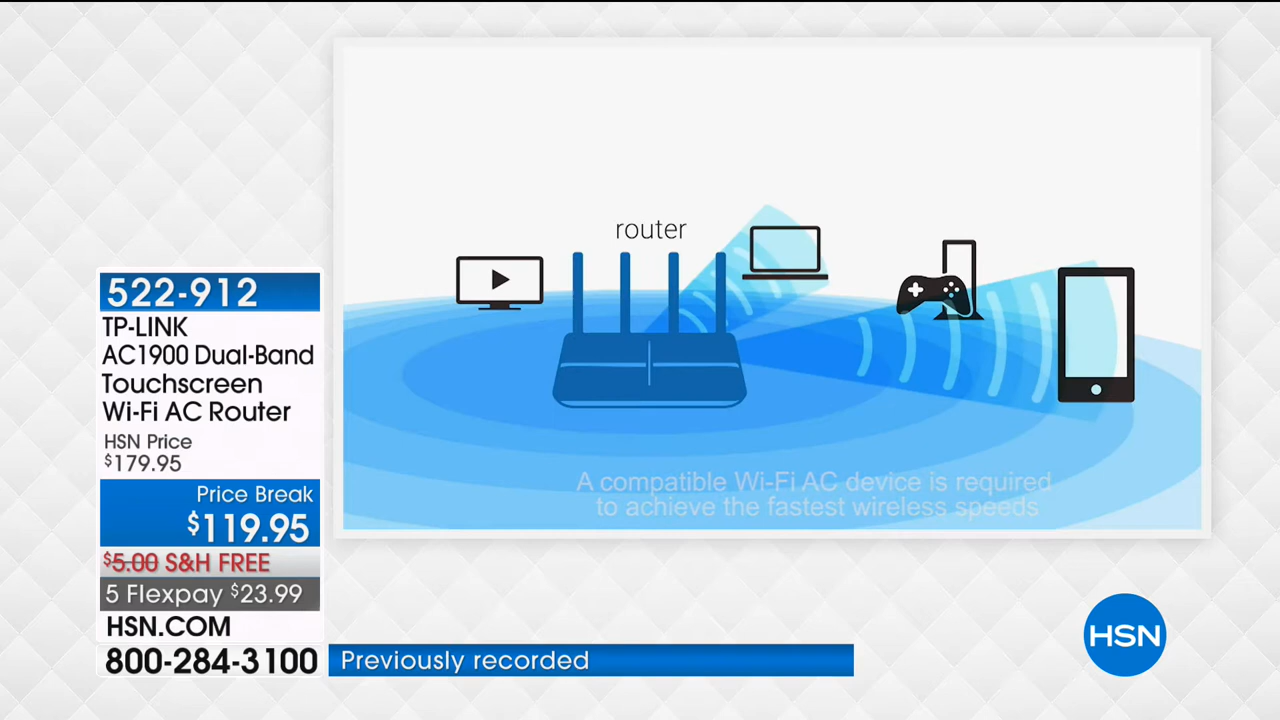 router
A compatible Wi-Fi AC device is required
to achieve the fastest wireless speeds
522-912
TP-LINK
AC1900 Dual-Band
Touchscreen
Wi-Fi AC Router
HSN Price
$179.95
Price Break
$119.95
$5.00 S&H FREE
5 Flexpay $23.99
HSN.COM
800-284-3100
Previously recorded
HSN